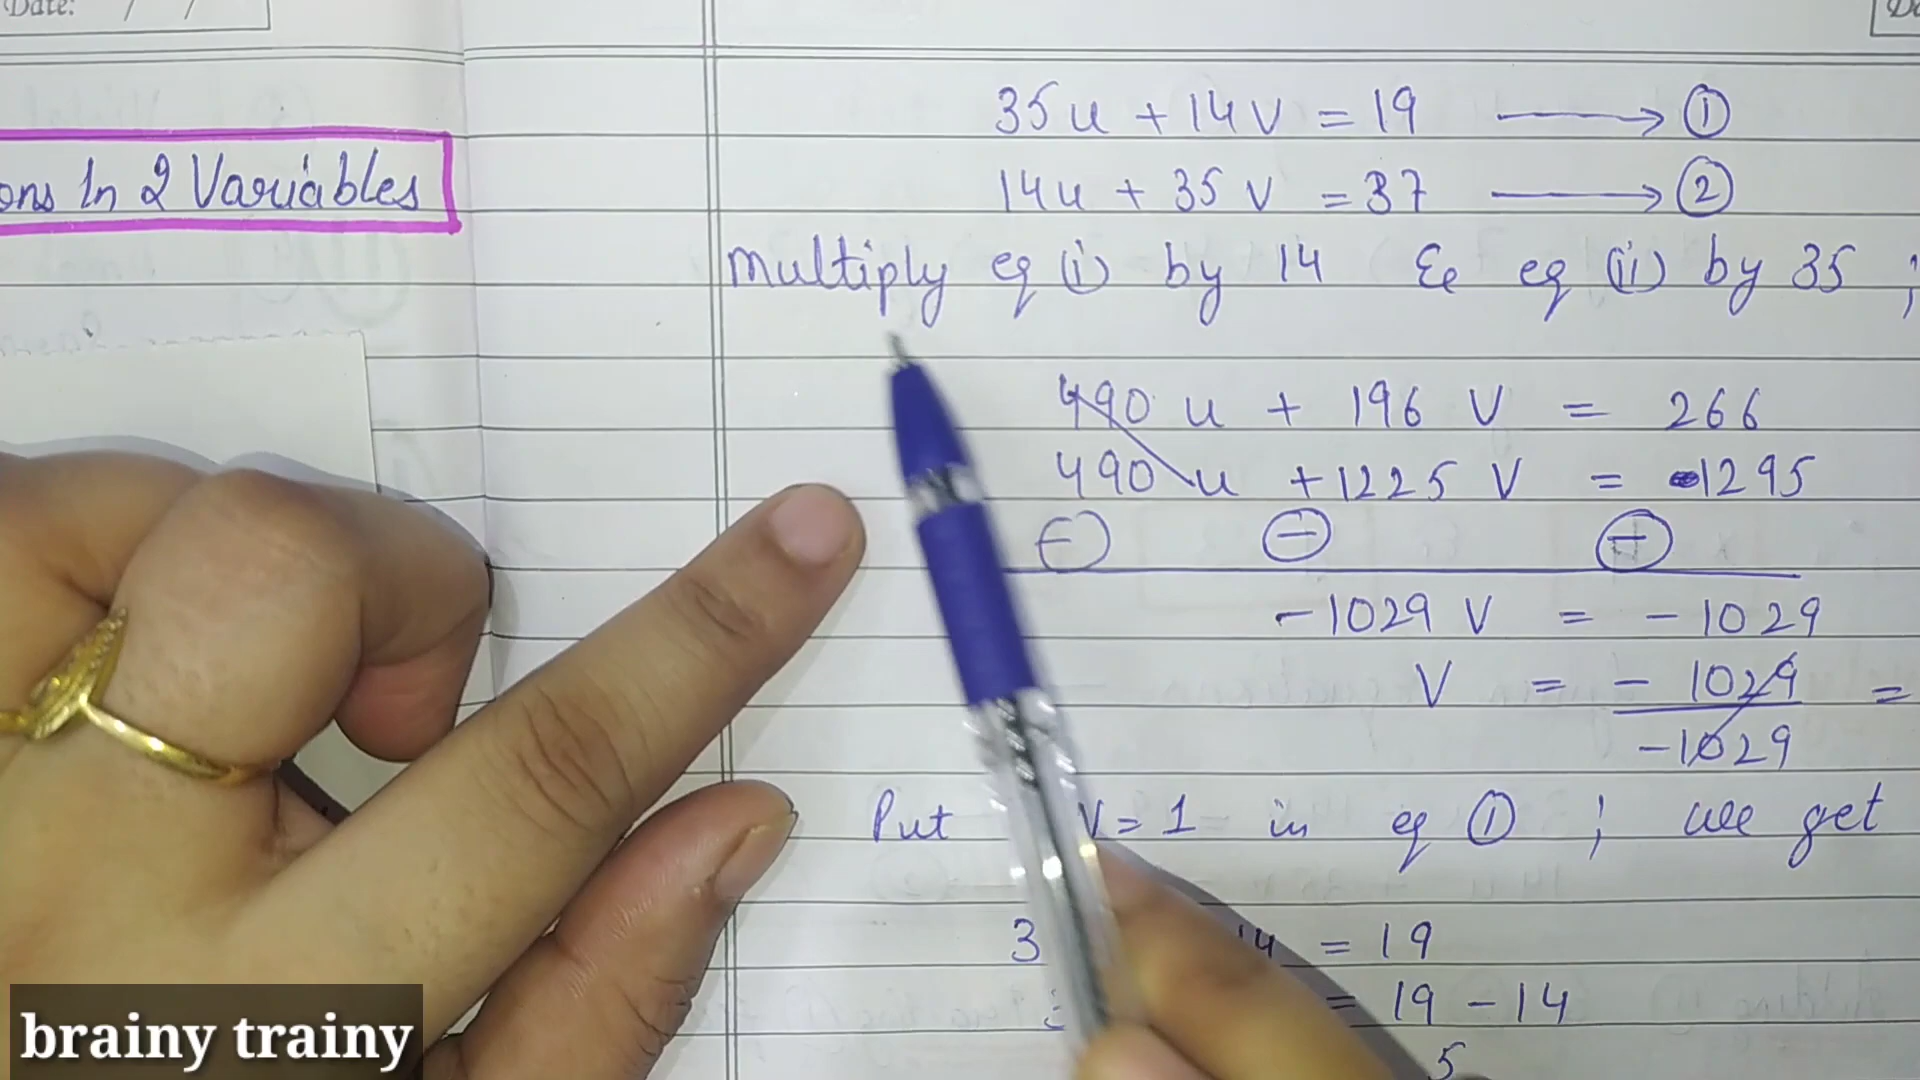 Date: / /
ons In 2 Variables
35u + 14v = 19 ⟶ ①
14u + 35v = 37 ⟶ ②
Multiply eq (i) by 14 & eq (ii) by 35 ;
490 u + 196 v = 266
490 u + 1225 v = 1295
(-) (-) (+)
-1029 v = -1029
v = -1029 =
-1029
Put v = 1 in eq ① ; we get
3 14 = 19
= 19 - 14
5
brainy trainy